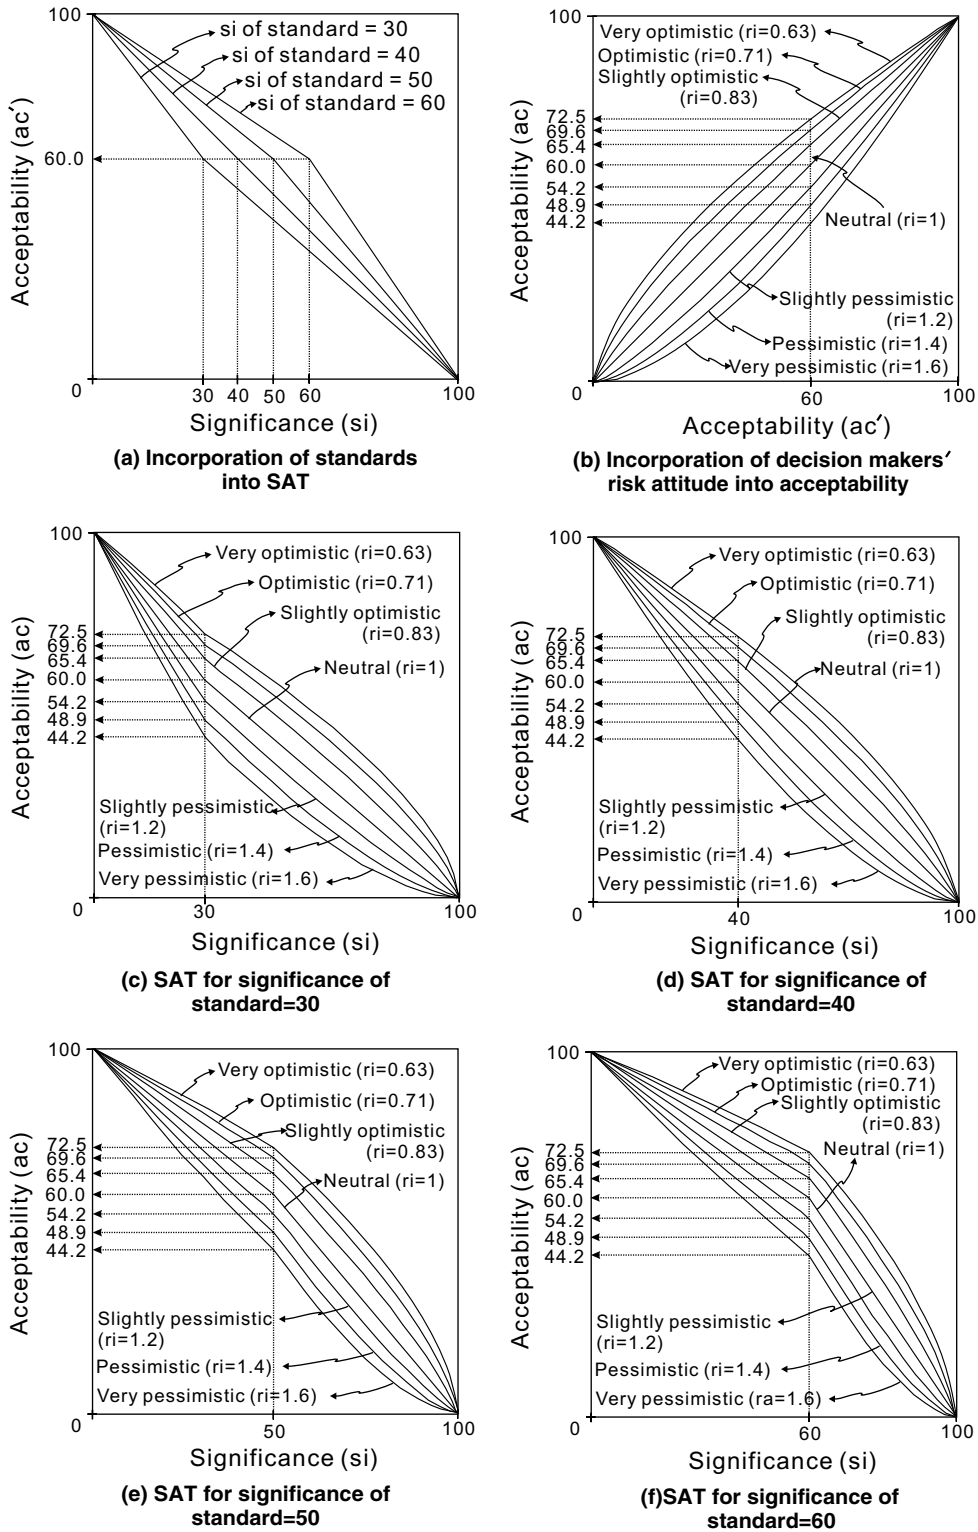 100
si of standard = 30
si of standard = 40
si of standard = 50
si of standard = 60
Acceptability (ac′)
60.0
0
30 40 50 60 100
Significance (si)
(a) Incorporation of standards
into SAT
100
Very optimistic (ri=0.63)
Optimistic (ri=0.71)
Slightly optimistic
(ri=0.83)
Acceptability (ac)
72.5
69.6
65.4
60.0
54.2
48.9
44.2
Neutral (ri=1)
Slightly pessimistic
(ri=1.2)
Pessimistic (ri=1.4)
Very pessimistic (ri=1.6)
0
60 100
Acceptability (ac′)
(b) Incorporation of decision makers′
risk attitude into acceptability
100
Very optimistic (ri=0.63)
Optimistic (ri=0.71)
Slightly optimistic
(ri=0.83)
Neutral (ri=1)
Acceptability (ac)
72.5
69.6
65.4
60.0
54.2
48.9
44.2
Slightly pessimistic
(ri=1.2)
Pessimistic (ri=1.4)
Very pessimistic (ri=1.6)
0
30 100
Significance (si)
(c) SAT for significance of
standard=30
100
Very optimistic (ri=0.63)
Optimistic (ri=0.71)
Slightly optimistic
(ri=0.83)
Neutral (ri=1)
Acceptability (ac)
72.5
69.6
65.4
60.0
54.2
48.9
44.2
Slightly pessimistic
(ri=1.2)
Pessimistic (ri=1.4)
Very pessimistic (ri=1.6)
0
40 100
Significance (si)
(d) SAT for significance of
standard=40
100
Very optimistic (ri=0.63)
Optimistic (ri=0.71)
Slightly optimistic
(ri=0.83)
Neutral (ri=1)
Acceptability (ac)
72.5
69.6
65.4
60.0
54.2
48.9
44.2
Slightly pessimistic
(ri=1.2)
Pessimistic (ri=1.4)
Very pessimistic (ri=1.6)
0
50 100
Significance (si)
(e) SAT for significance of
standard=50
100
Very optimistic (ri=0.63)
Optimistic (ri=0.71)
Slightly optimistic
(ri=0.83)
Neutral (ri=1)
Acceptability (ac)
72.5
69.6
65.4
60.0
54.2
48.9
44.2
Slightly pessimistic
(ri=1.2)
Pessimistic (ri=1.4)
Very pessimistic (ra=1.6)
0
60 100
Significance (si)
(f)SAT for significance of
standard=60